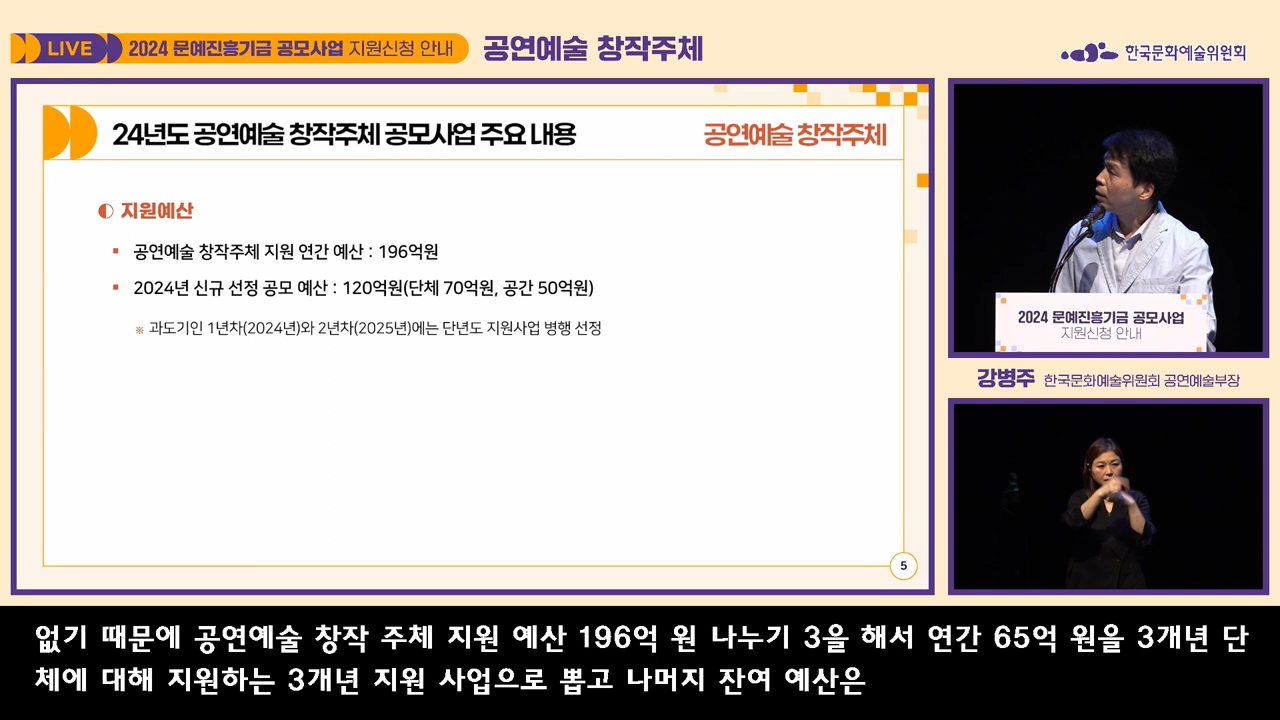 LIVE 2024 문예진흥기금 공모사업 지원신청 안내 공연예술 창작주체
한국문화예술위원회
24년도 공연예술 창작주체 공모사업 주요 내용
공연예술 창작주체
지원예산
공연예술 창작주체 지원 연간 예산 : 196억원
2024년 신규 선정 공모 예산 : 120억원(단체 70억원, 공간 50억원)
※ 과도기인 1년차(2024년)와 2년차(2025년)에는 단년도 지원사업 병행 선정
5
2024 문예진흥기금 공모사업
지원신청 안내
강병주 한국문화예술위원회 공연예술부장
없기 때문에 공연예술 창작 주체 지원 예산 196억 원 나누기 3을 해서 연간 65억 원을 3개년 단
체에 대해 지원하는 3개년 지원 사업으로 뽑고 나머지 잔여 예산은